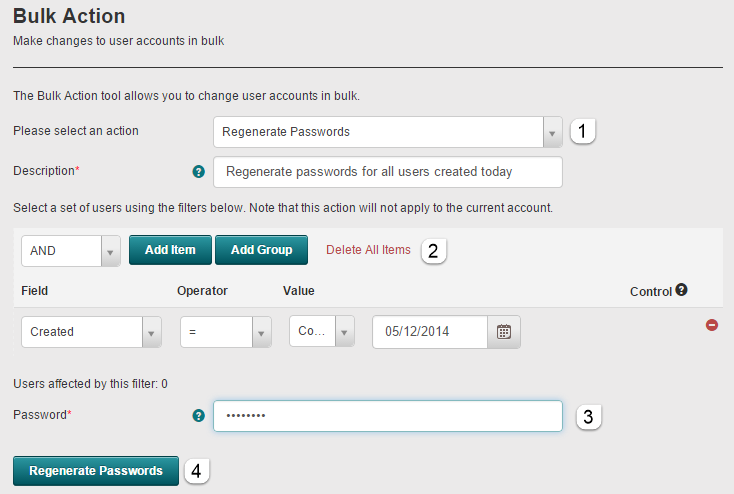 Bulk Action
Make changes to user accounts in bulk
The Bulk Action tool allows you to change user accounts in bulk.
Please select an action Regenerate Passwords 1
Description* ? Regenerate passwords for all users created today
Select a set of users using the filters below. Note that this action will not apply to the current account.
AND Add Item Add Group Delete All Items 2
Field Operator Value Control ?
Created = Co... 05/12/2014
Users affected by this filter: 0
Password* ? •••••••• 3
Regenerate Passwords 4